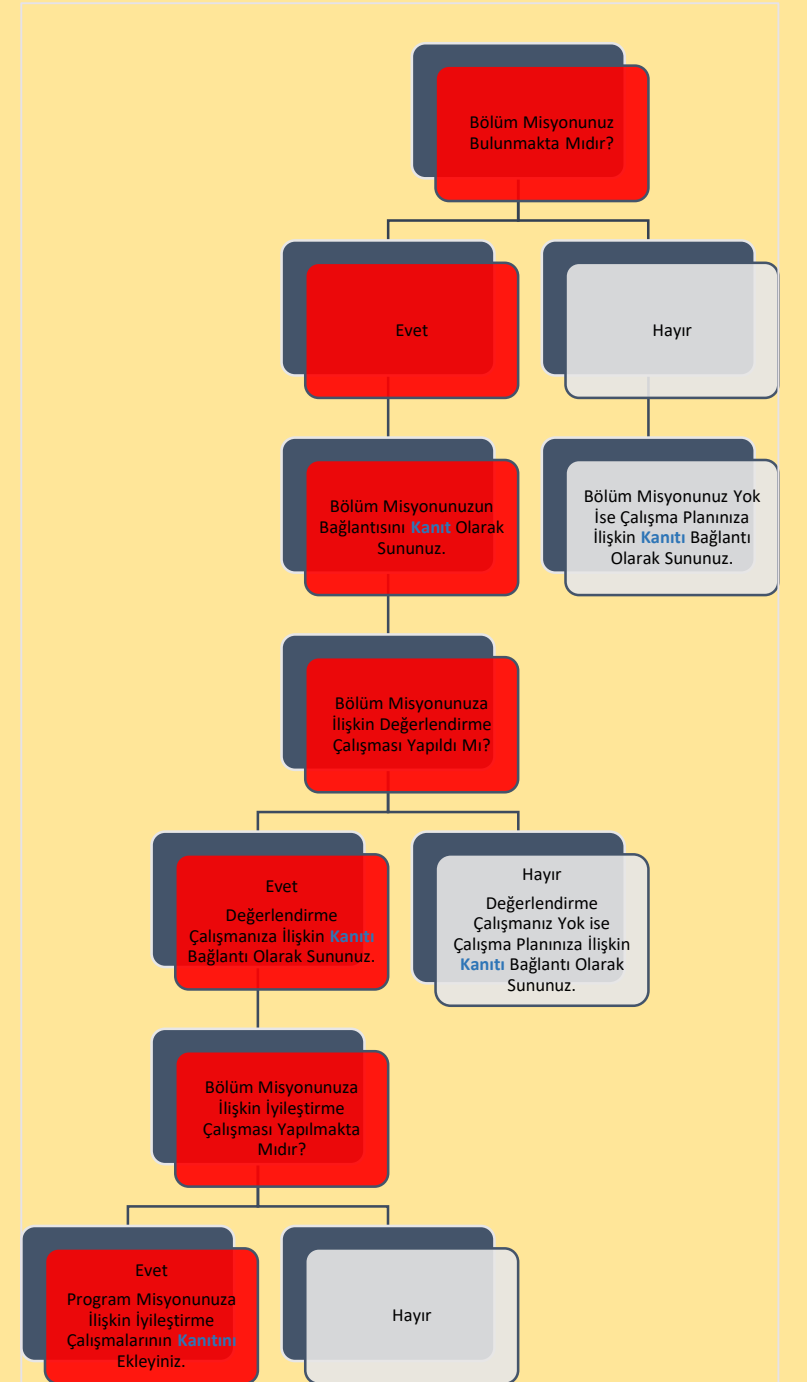 Bölüm Misyonunuz
Bulunmakta Mıdır?
Evet
Hayır
Bölüm Misyonunuzun
Bağlantısını Kanıt Olarak
Sununuz.
Bölüm Misyonunuz Yok
İse Çalışma Planınıza
İlişkin Kanıtı Bağlantı
Olarak Sununuz.
Bölüm Misyonunuza
İlişkin Değerlendirme
Çalışması Yapıldı Mı?
Evet
Değerlendirme
Çalışmanıza İlişkin Kanıtı
Bağlantı Olarak Sununuz.
Hayır
Değerlendirme
Çalışmanız Yok ise
Çalışma Planınıza İlişkin
Kanıtı Bağlantı Olarak
Sununuz.
Bölüm Misyonunuza
İlişkin İyileştirme
Çalışması Yapılmakta
Mıdır?
Evet
Program Misyonunuza
İlişkin İyileştirme
Çalışmalarının Kanıtını
Ekleyiniz.
Hayır